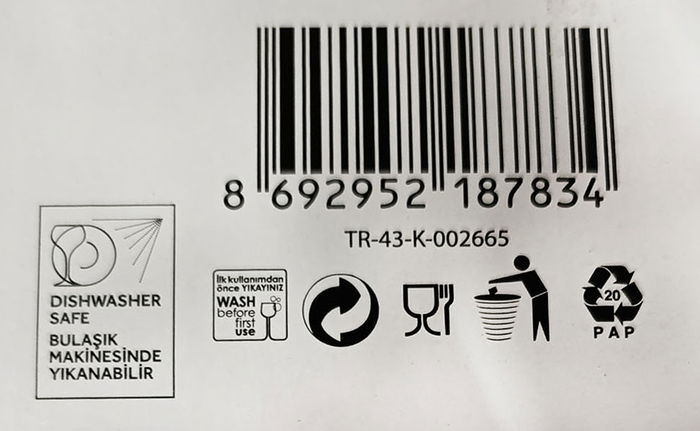 8 692952 187834
TR-43-K-002665
DISHWASHER
SAFE
BULAŞIK
MAKİNESİNDE
YIKANABİLİR
İlk kullanımdan
önce YIKAYINIZ
WASH
before
first
use
20
PAP